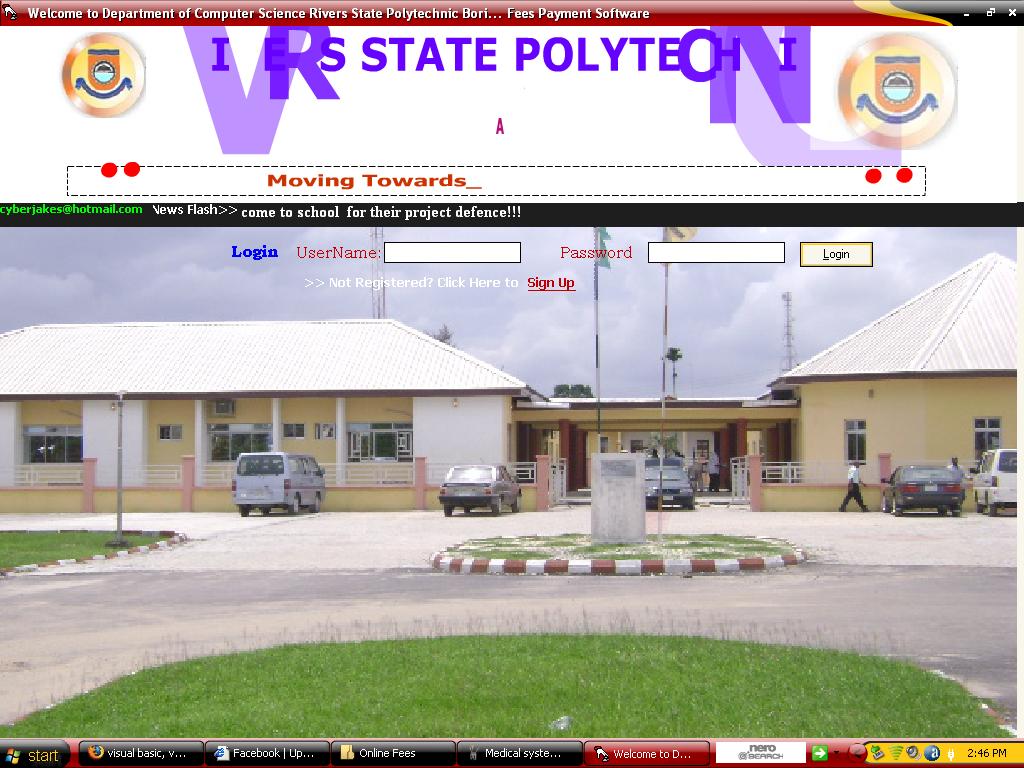 Welcome to Department of Computer Science Rivers State Polytechnic Bori... Fees Payment Software
I V E R S STATE POLYTE C H N I
A
Moving Towards_
cyberjakes@hotmail.com News Flash>> come to school for their project defence!!!
Login UserName: Password Login
>> Not Registered? Click Here to Sign Up
start visual basic, v... Facebook | Up... Online Fees Medical syste... Welcome to D... nero SEARCH 2:46 PM